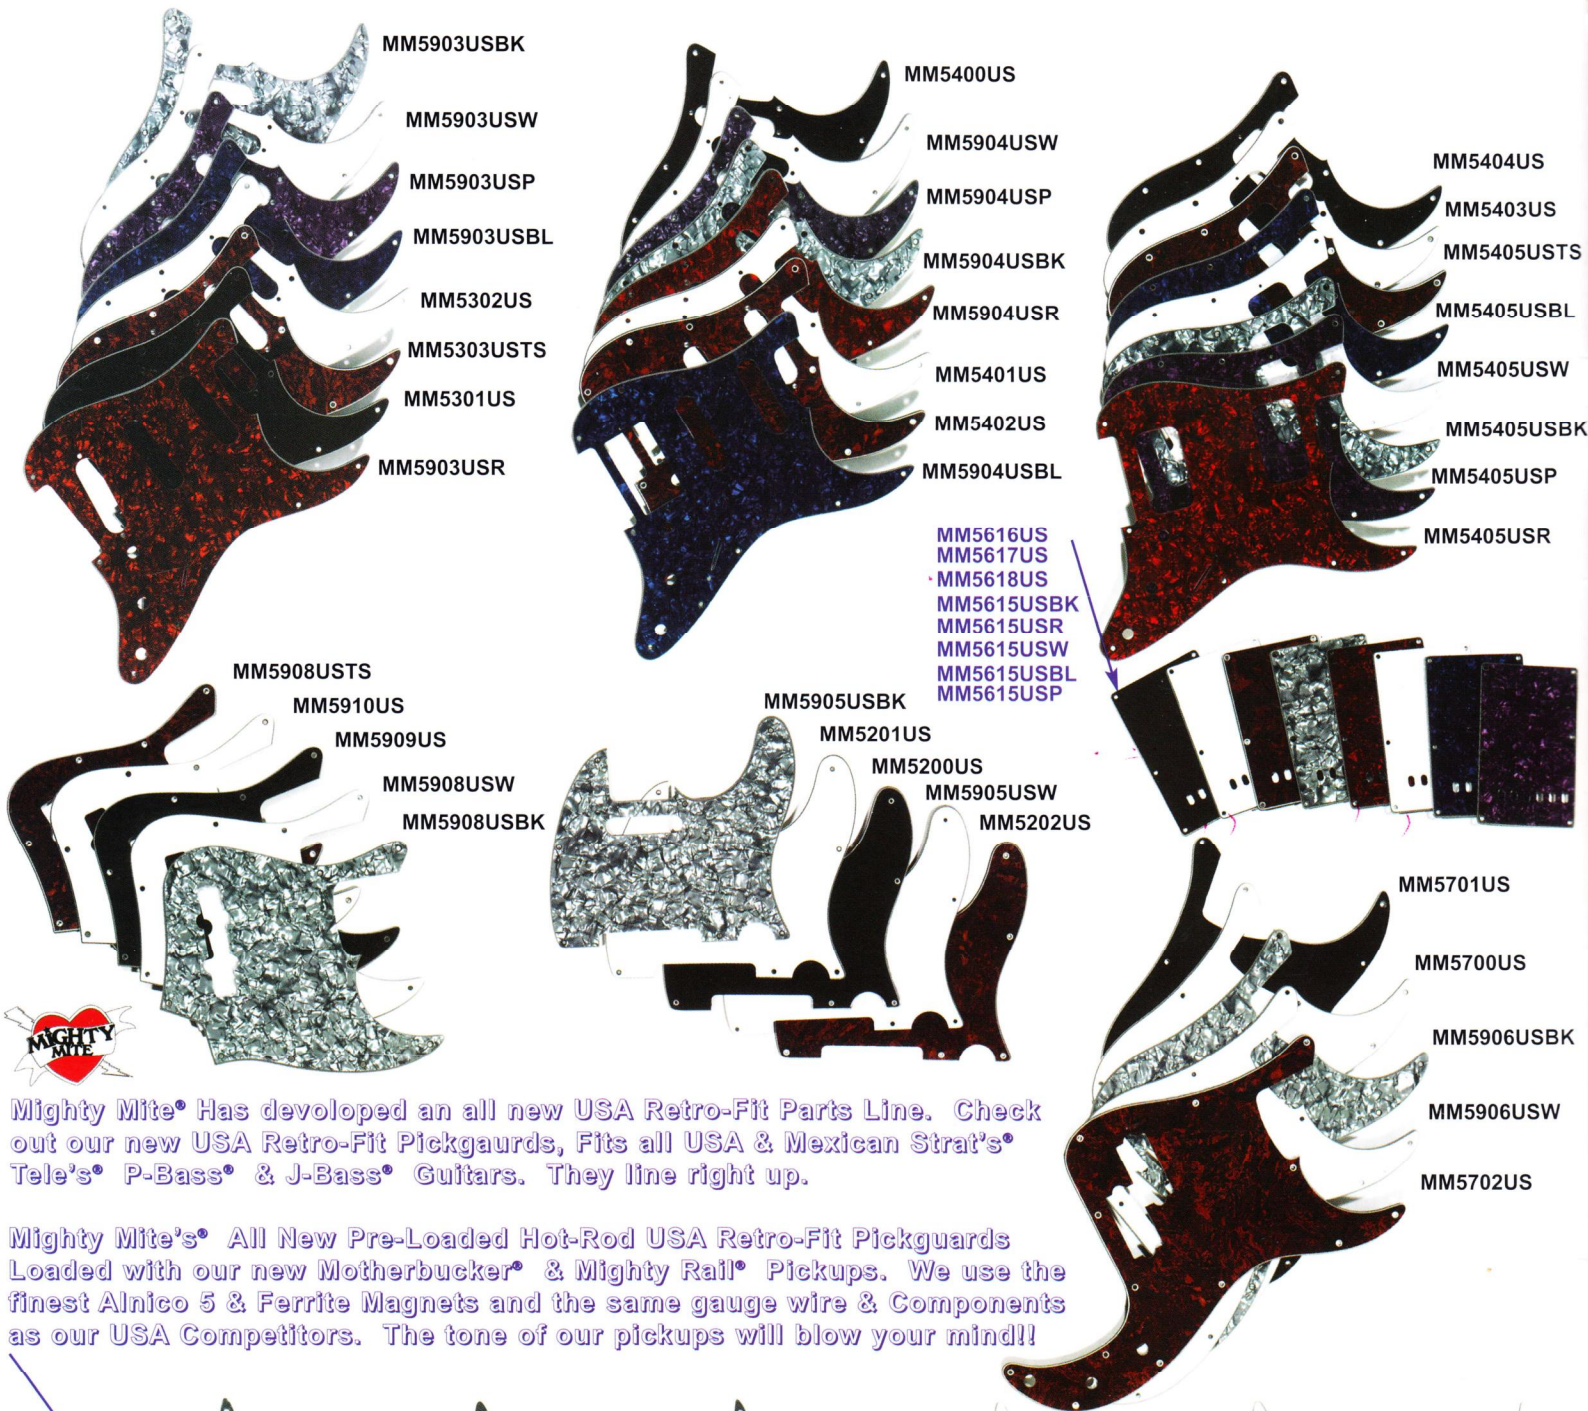 MM5903USBK
MM5903USW
MM5903USP
MM5903USBL
MM5302US
MM5303USTS
MM5301US
MM5903USR
MM5400US
MM5904USW
MM5904USP
MM5904USBK
MM5904USR
MM5401US
MM5402US
MM5904USBL
MM5404US
MM5403US
MM5405USTS
MM5405USBL
MM5405USW
MM5405USBK
MM5405USP
MM5405USR
MM5616US
MM5617US
MM5618US
MM5615USBK
MM5615USR
MM5615USW
MM5615USBL
MM5615USP
MM5908USTS
MM5910US
MM5909US
MM5908USW
MM5908USBK
MM5905USBK
MM5201US
MM5200US
MM5905USW
MM5202US
MM5701US
MM5700US
MM5906USBK
MM5906USW
MM5702US
MiGHTY
MiTE
Mighty Mite® Has devoloped an all new USA Retro-Fit Parts Line. Check
out our new USA Retro-Fit Pickgaurds, Fits all USA & Mexican Strat's®
Tele's® P-Bass® & J-Bass® Guitars. They line right up.
Mighty Mite's® All New Pre-Loaded Hot-Rod USA Retro-Fit Pickguards
Loaded with our new Motherbucker® & Mighty Rail® Pickups. We use the
finest Alnico 5 & Ferrite Magnets and the same gauge wire & Components
as our USA Competitors. The tone of our pickups will blow your mind!!